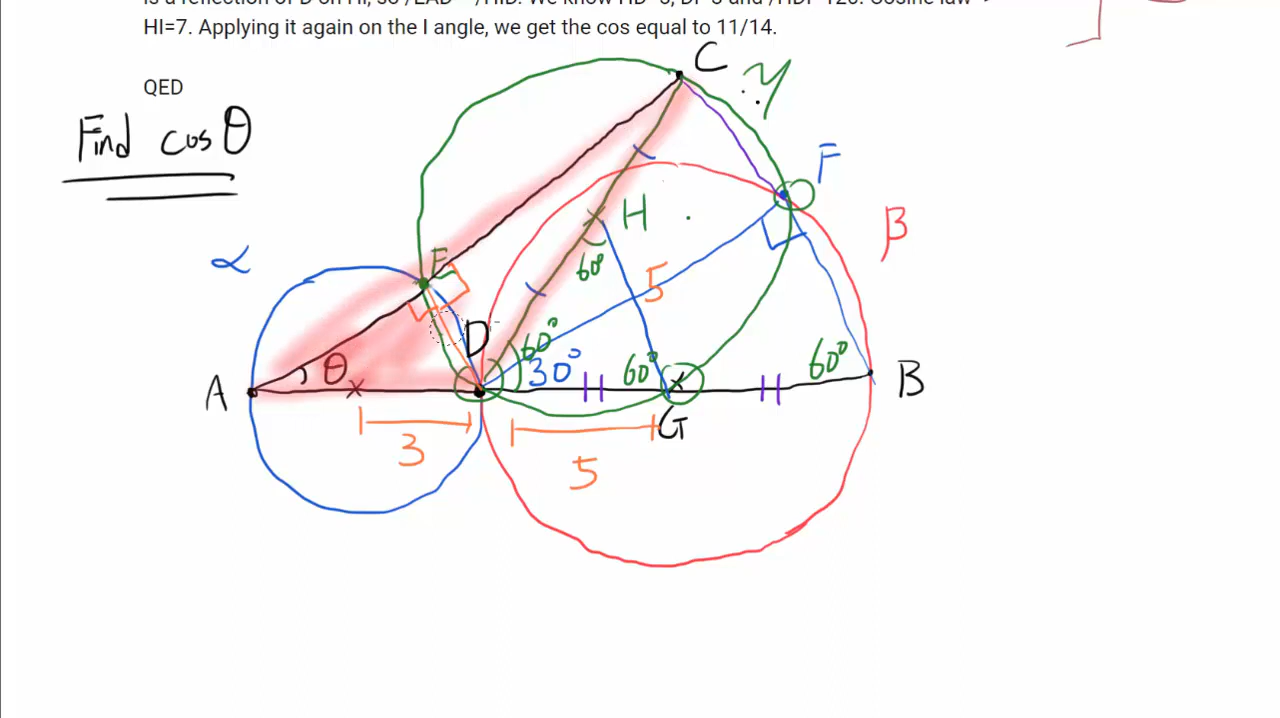 HI=7. Applying it again on the I angle, we get the cos equal to 11/14.
QED
Find cos θ
C
γ
F
H
β
α
E
60°
5
D
60°
A
θ
30°
60°
60°
B
3
5
G